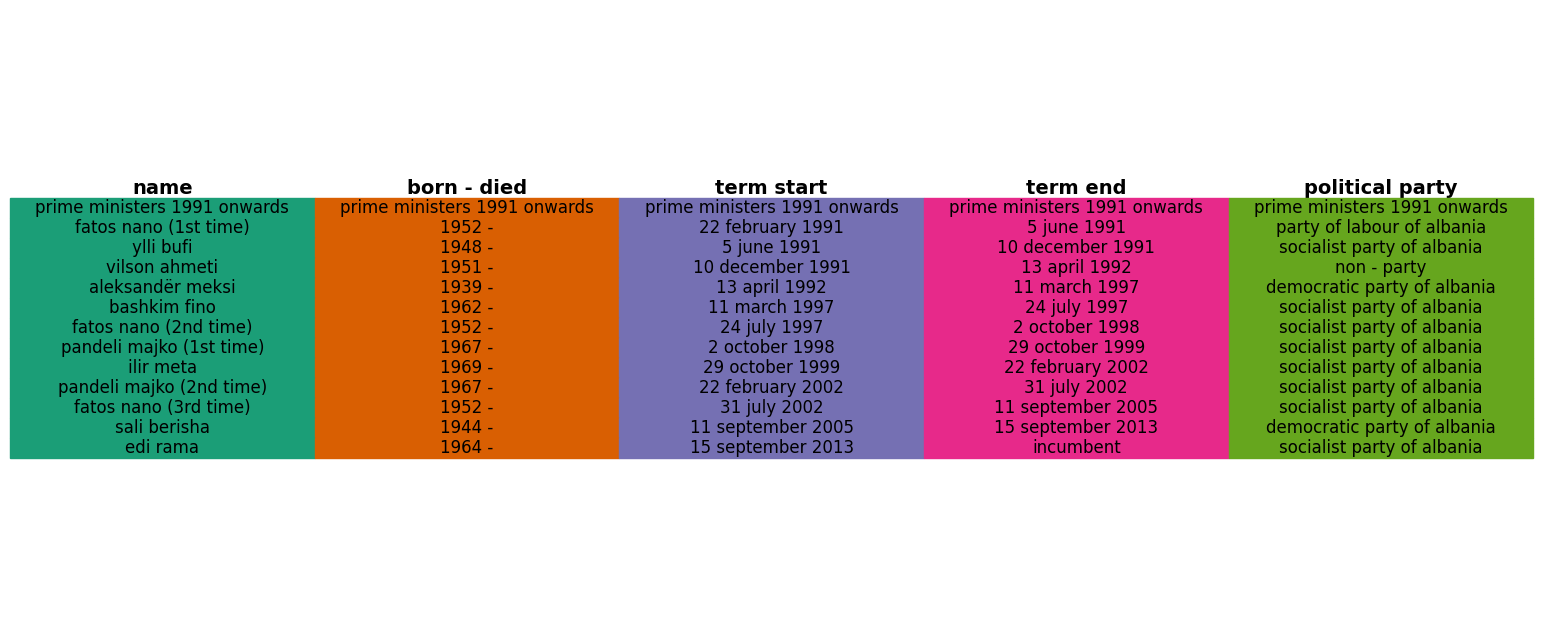 name born - died term start term end political party
prime ministers 1991 onwards prime ministers 1991 onwards prime ministers 1991 onwards prime ministers 1991 onwards prime ministers 1991 onwards
fatos nano (1st time) 1952 - 22 february 1991 5 june 1991 party of labour of albania
ylli bufi 1948 - 5 june 1991 10 december 1991 socialist party of albania
vilson ahmeti 1951 - 10 december 1991 13 april 1992 non - party
aleksandër meksi 1939 - 13 april 1992 11 march 1997 democratic party of albania
bashkim fino 1962 - 11 march 1997 24 july 1997 socialist party of albania
fatos nano (2nd time) 1952 - 24 july 1997 2 october 1998 socialist party of albania
pandeli majko (1st time) 1967 - 2 october 1998 29 october 1999 socialist party of albania
ilir meta 1969 - 29 october 1999 22 february 2002 socialist party of albania
pandeli majko (2nd time) 1967 - 22 february 2002 31 july 2002 socialist party of albania
fatos nano (3rd time) 1952 - 31 july 2002 11 september 2005 socialist party of albania
sali berisha 1944 - 11 september 2005 15 september 2013 democratic party of albania
edi rama 1964 - 15 september 2013 incumbent socialist party of albania